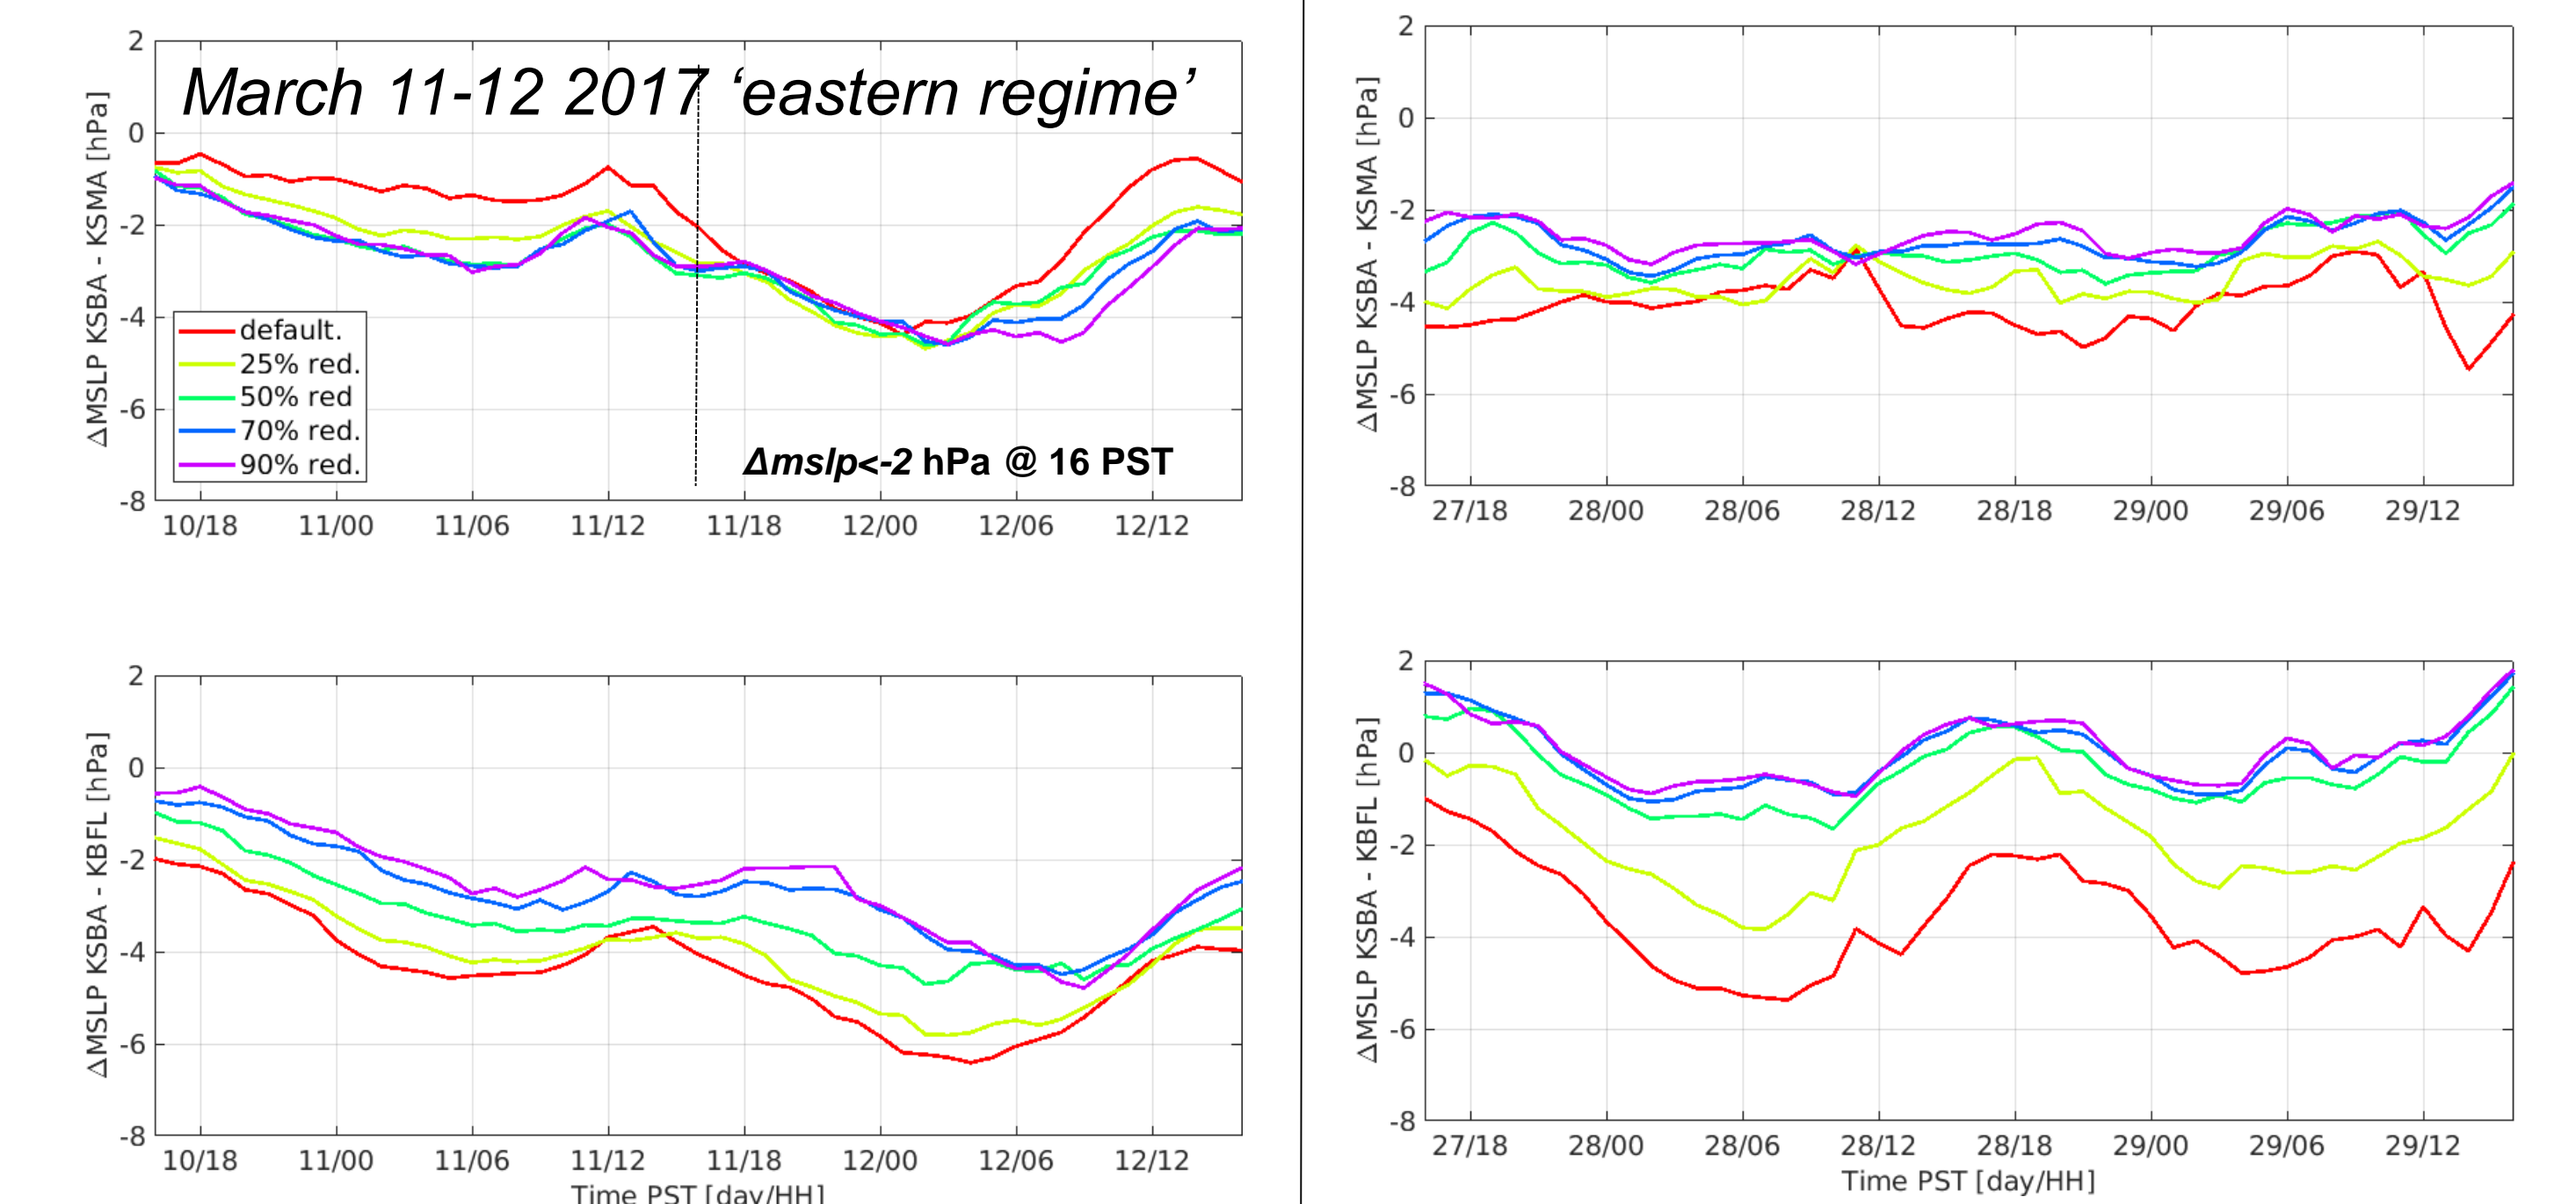 March 11-12 2017 ‘eastern regime’
ΔMSLP KSBA - KSMA [hPa]
2
0
-2
-4
-6
-8
default.
25% red.
50% red
70% red.
90% red.
Δmslp<-2 hPa @ 16 PST
10/18 11/00 11/06 11/12 11/18 12/00 12/06 12/12
ΔMSLP KSBA - KSMA [hPa]
2
0
-2
-4
-6
-8
27/18 28/00 28/06 28/12 28/18 29/00 29/06 29/12
ΔMSLP KSBA - KBFL [hPa]
2
0
-2
-4
-6
-8
10/18 11/00 11/06 11/12 11/18 12/00 12/06 12/12
Time PST [day/HH]
ΔMSLP KSBA - KBFL [hPa]
2
0
-2
-4
-6
-8
27/18 28/00 28/06 28/12 28/18 29/00 29/06 29/12
Time PST [day/HH]